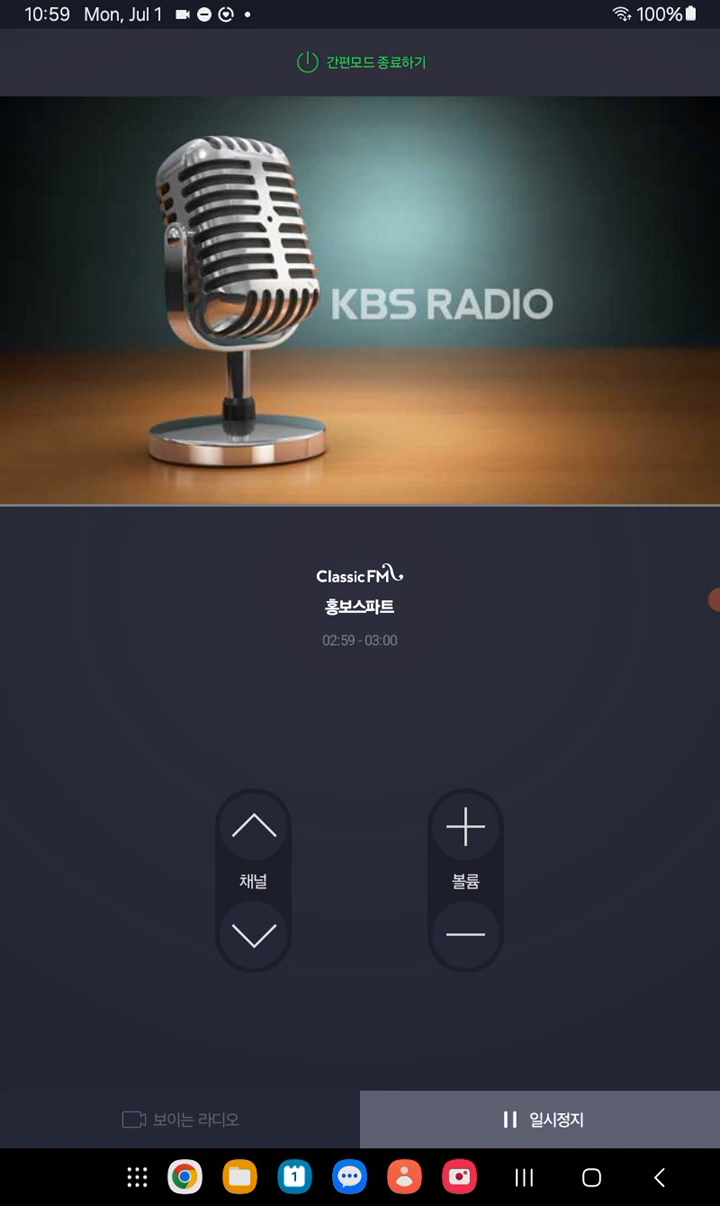 10:59 Mon, Jul 1 100%
간편모드 종료하기
KBS RADIO
Classic FM
홍보스파트
02:59 - 03:00
채널
볼륨
보이는 라디오
일시정지
1